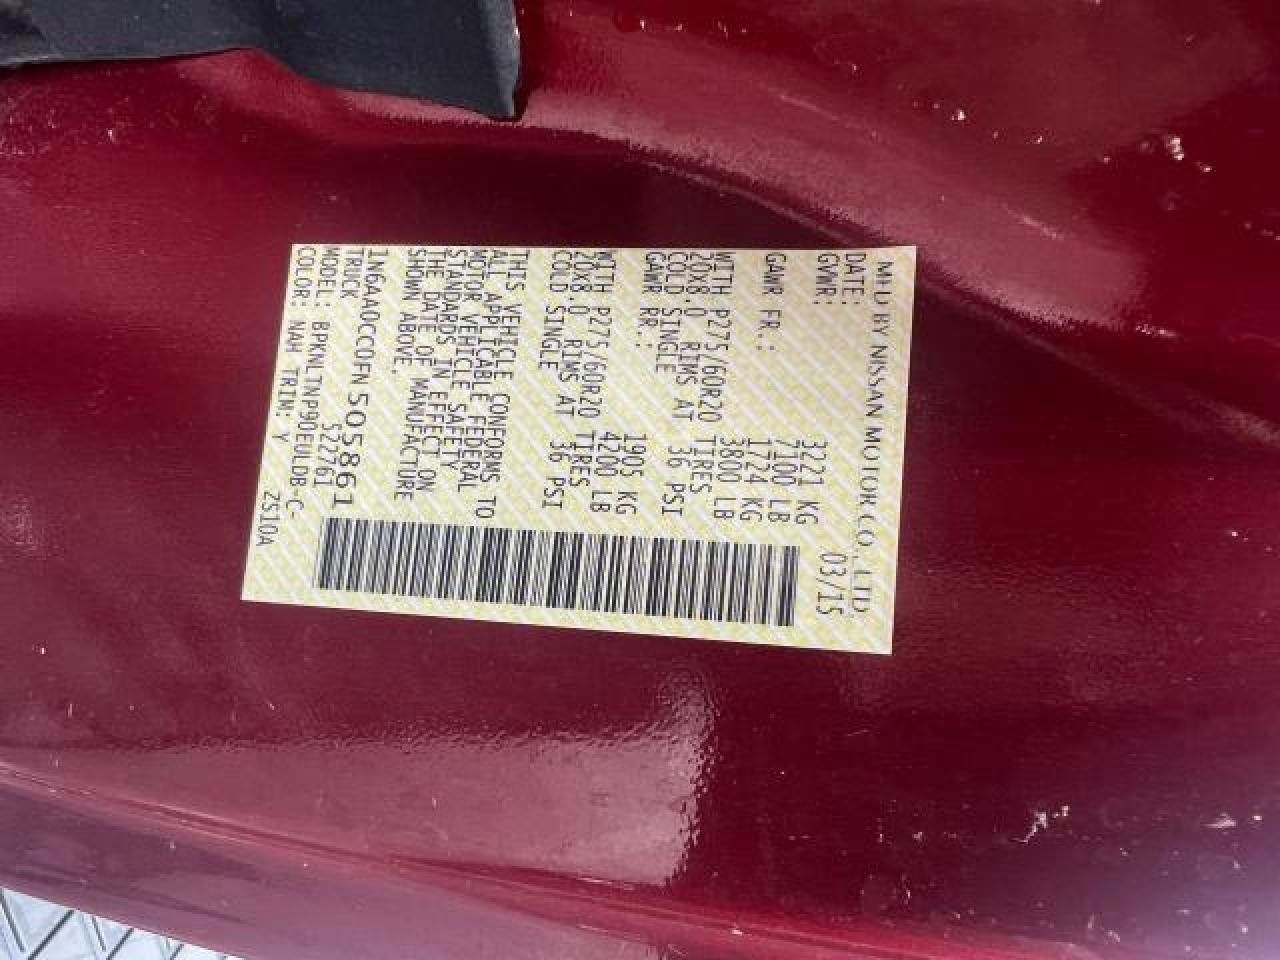 MFD BY NISSAN MOTOR CO., LTD
DATE: 03/15
GVWR: 3221 KG
7100 LB
GAWR FR.: 1724 KG
3800 LB
WITH P275/60R20 TIRES
20X8.0 RIMS AT 36 PSI
COLD SINGLE
GAWR RR.: 1905 KG
4200 LB
WITH P275/60R20 TIRES
20X8.0 RIMS AT 36 PSI
COLD SINGLE
THIS VEHICLE CONFORMS TO
ALL APPLICABLE FEDERAL
MOTOR VEHICLE SAFETY
STANDARDS IN EFFECT ON
THE DATE OF MANUFACTURE
SHOWN ABOVE.
1N6AA0CC0FN505861
TRUCK 522761
MODEL: BPKNLTNP90EULDB-C-
COLOR: NAH TRIM: Y ZS10A